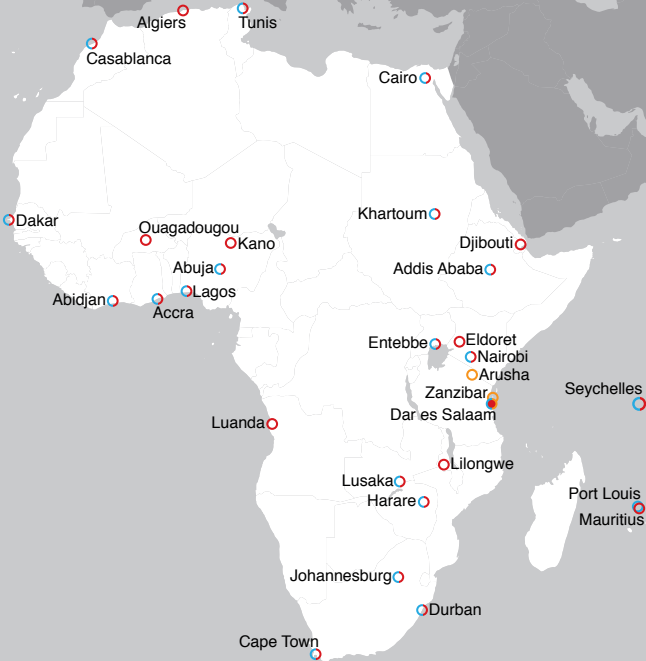 Algiers
Tunis
Casablanca
Cairo
Khartoum
Dakar
Ouagadougou
Kano
Djibouti
Abuja
Addis Ababa
Lagos
Abidjan
Accra
Entebbe
Eldoret
Nairobi
Arusha
Zanzibar
Seychelles
Dar es Salaam
Luanda
Lilongwe
Lusaka
Port Louis
Harare
Mauritius
Johannesburg
Durban
Cape Town